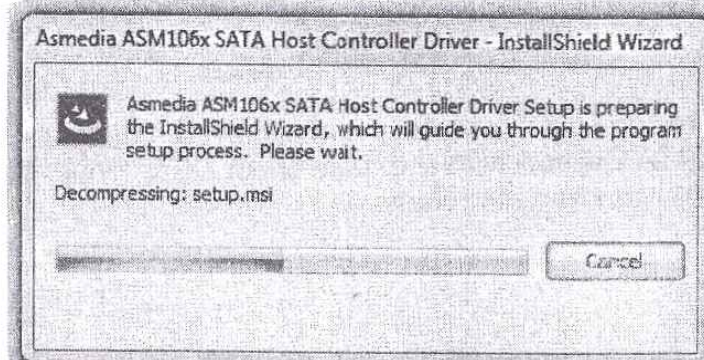 Asmedia ASM106x SATA Host Controller Driver - InstallShield Wizard
Asmedia ASM106x SATA Host Controller Driver Setup is preparing
the InstallShield Wizard, which will guide you through the program
setup process. Please wait.
Decompressing: setup.msi
Cancel